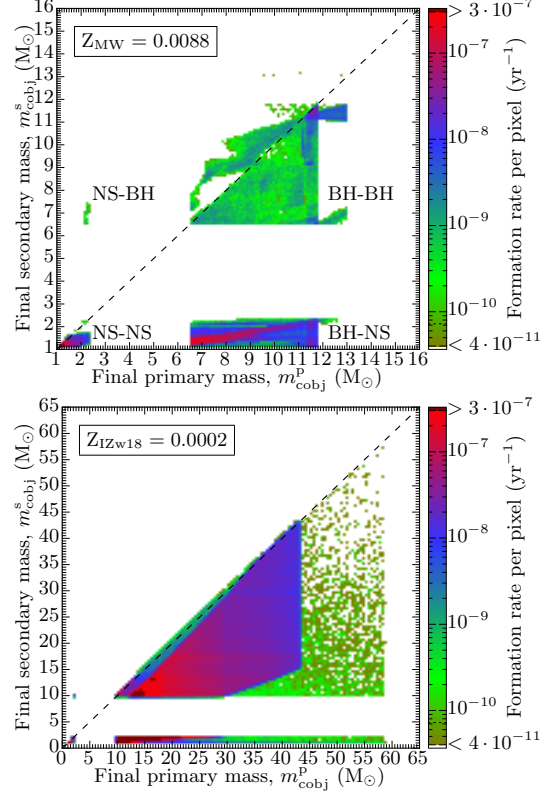 16
15
14
13
12
11
10
9
8
7
6
5
4
3
2
1
Final secondary mass, m^s_cobj (M⊙)
Z_MW = 0.0088
NS-BH
BH-BH
NS-NS
BH-NS
1 2 3 4 5 6 7 8 9 10 11 12 13 14 15 16
Final primary mass, m^p_cobj (M⊙)
> 3 · 10^−7
10^−7
10^−8
10^−9
10^−10
< 4 · 10^−11
Formation rate per pixel (yr^−1)
65
60
55
50
45
40
35
30
25
20
15
10
5
0
Final secondary mass, m^s_cobj (M⊙)
Z_IZw18 = 0.0002
0 5 10 15 20 25 30 35 40 45 50 55 60 65
Final primary mass, m^p_cobj (M⊙)
> 3 · 10^−7
10^−7
10^−8
10^−9
10^−10
< 4 · 10^−11
Formation rate per pixel (yr^−1)